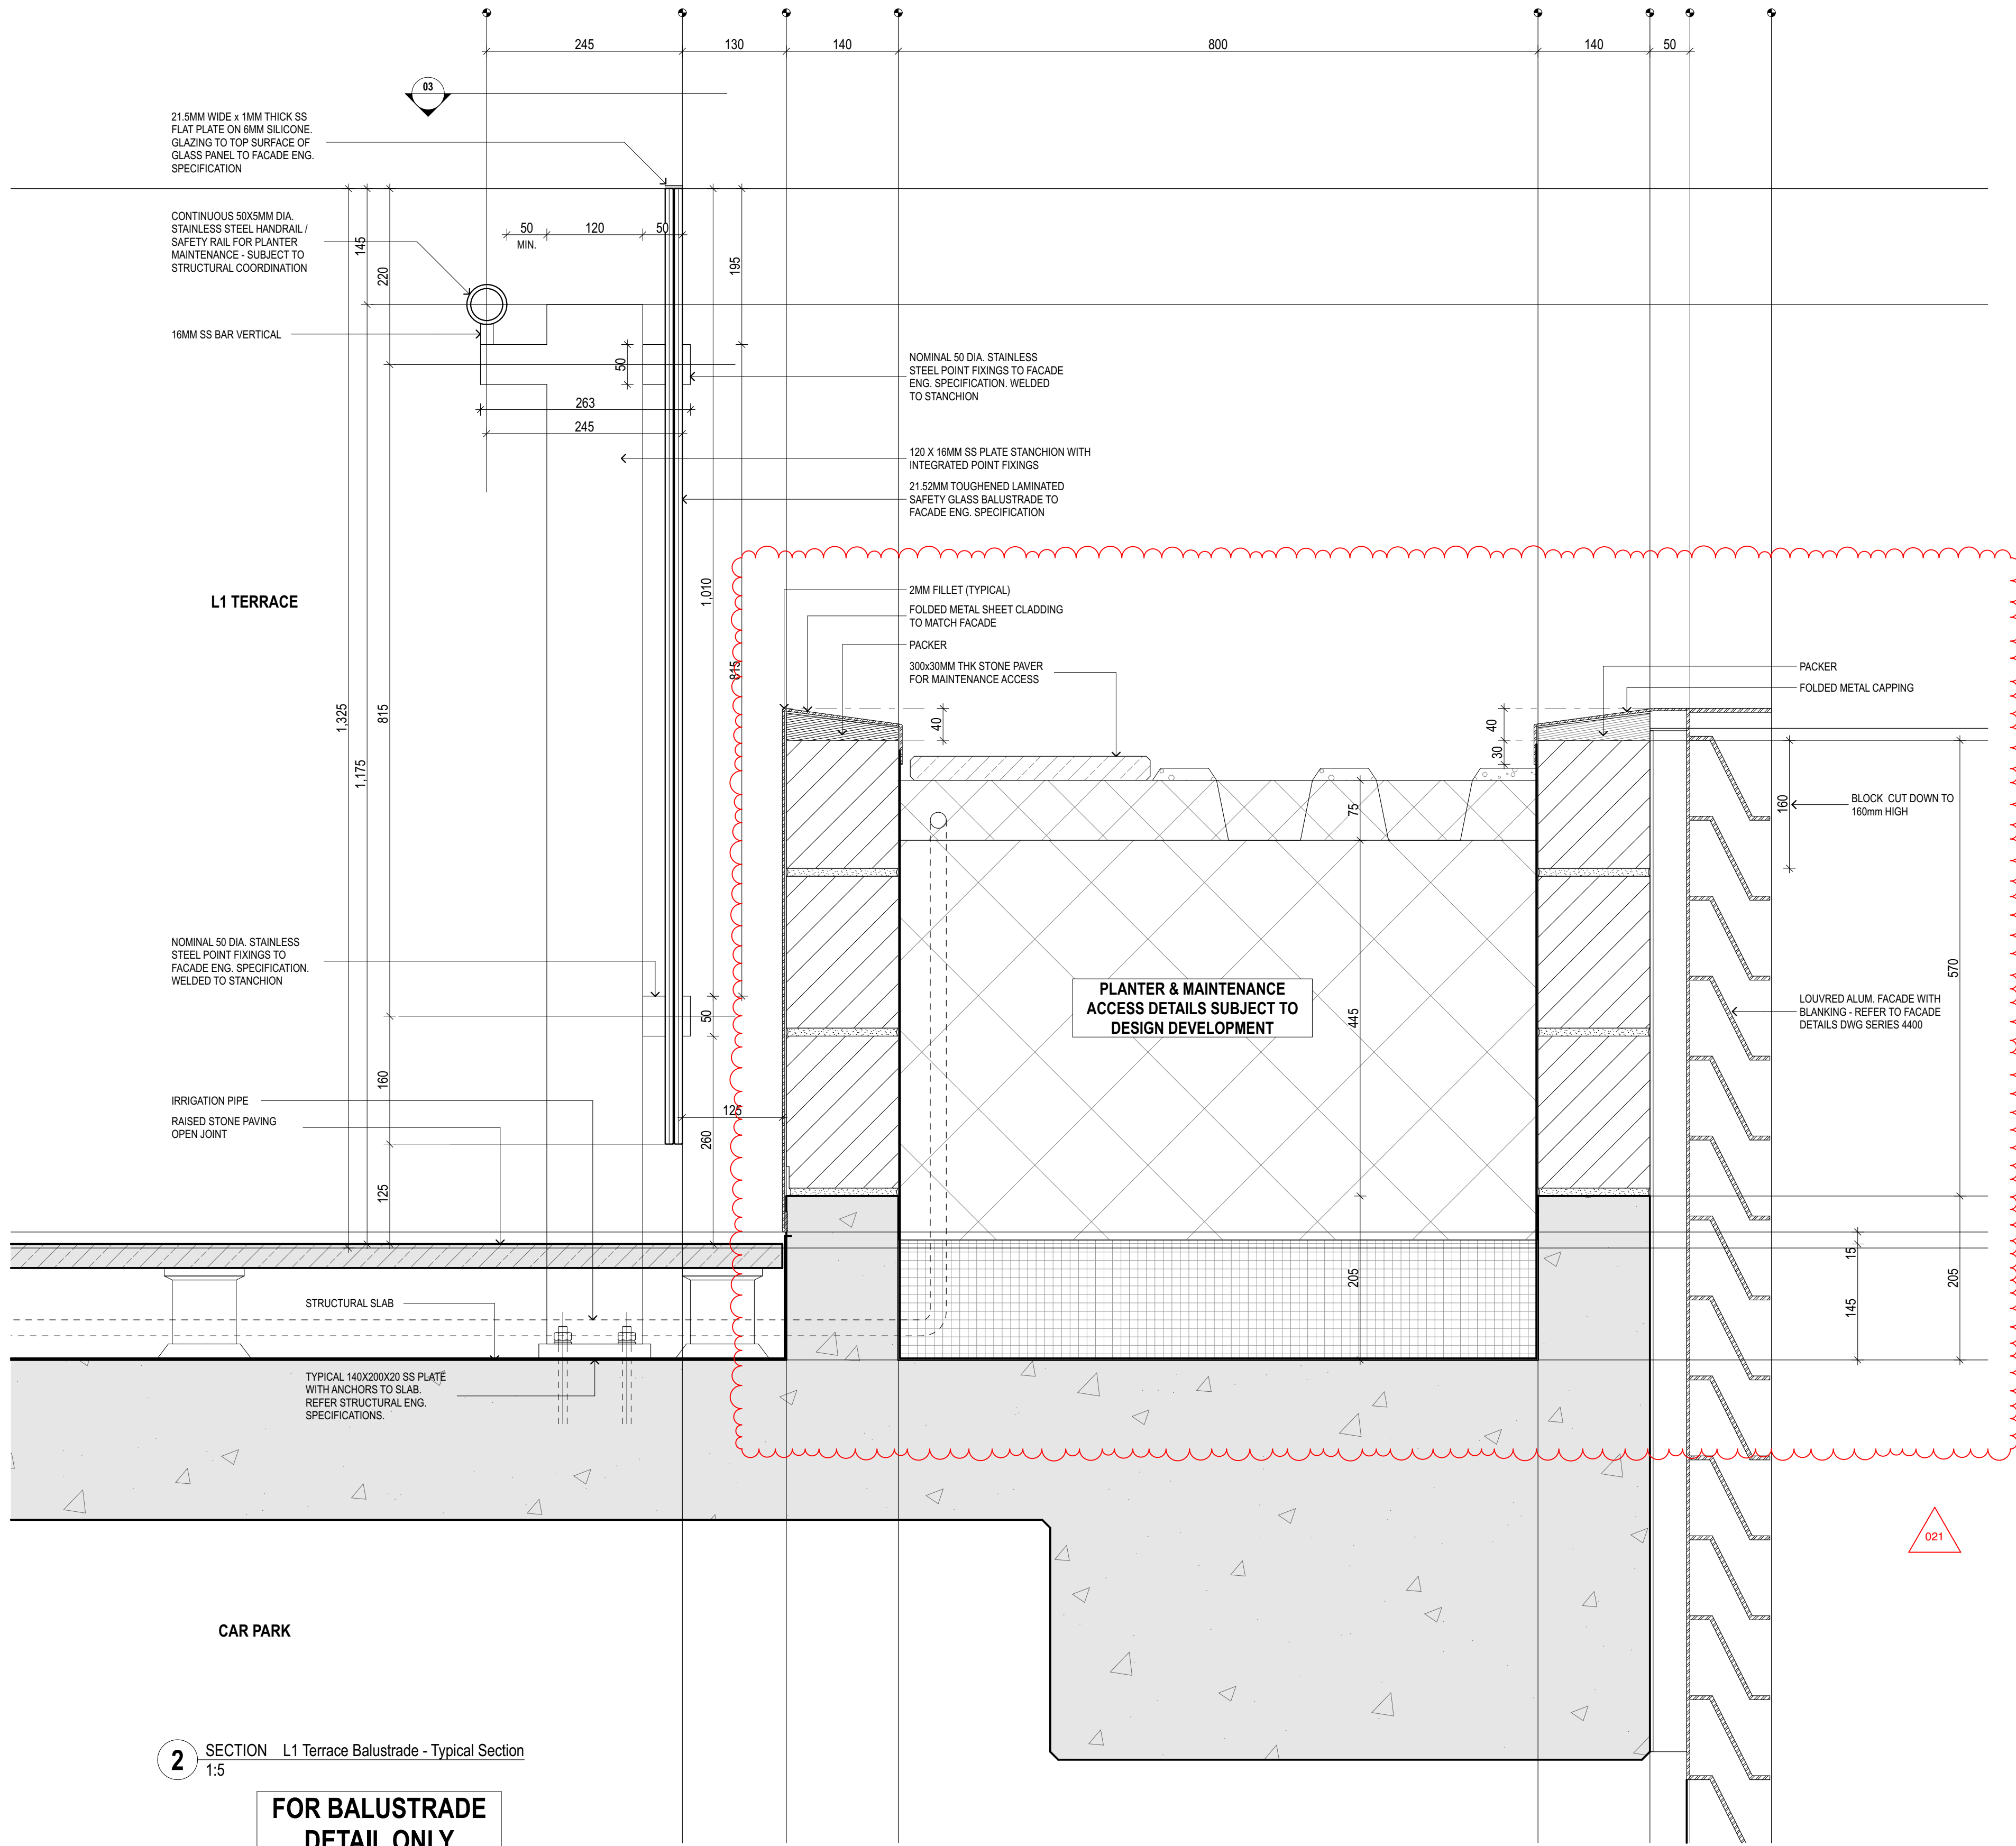 245
130
140
800
140
50
03
21.5MM WIDE x 1MM THICK SS
FLAT PLATE ON 6MM SILICONE.
GLAZING TO TOP SURFACE OF
GLASS PANEL TO FACADE ENG.
SPECIFICATION
CONTINUOUS 50X5MM DIA.
STAINLESS STEEL HANDRAIL /
SAFETY RAIL FOR PLANTER
MAINTENANCE - SUBJECT TO
STRUCTURAL COORDINATION
145
220
50
MIN.
120
50
195
16MM SS BAR VERTICAL
50
263
245
NOMINAL 50 DIA. STAINLESS
STEEL POINT FIXINGS TO FACADE
ENG. SPECIFICATION. WELDED
TO STANCHION
120 X 16MM SS PLATE STANCHION WITH
INTEGRATED POINT FIXINGS
21.52MM TOUGHENED LAMINATED
SAFETY GLASS BALUSTRADE TO
FACADE ENG. SPECIFICATION
L1 TERRACE
1,010
815
2MM FILLET (TYPICAL)
FOLDED METAL SHEET CLADDING
TO MATCH FACADE
PACKER
300x30MM THK STONE PAVER
FOR MAINTENANCE ACCESS
PACKER
FOLDED METAL CAPPING
1,325
1,175
815
40
40
30
75
160
BLOCK CUT DOWN TO
160mm HIGH
NOMINAL 50 DIA. STAINLESS
STEEL POINT FIXINGS TO
FACADE ENG. SPECIFICATION.
WELDED TO STANCHION
50
PLANTER & MAINTENANCE
ACCESS DETAILS SUBJECT TO
DESIGN DEVELOPMENT
445
570
LOUVRED ALUM. FACADE WITH
BLANKING - REFER TO FACADE
DETAILS DWG SERIES 4400
160
125
260
IRRIGATION PIPE
RAISED STONE PAVING
OPEN JOINT
125
205
15
145
205
STRUCTURAL SLAB
TYPICAL 140X200X20 SS PLATE
WITH ANCHORS TO SLAB.
REFER STRUCTURAL ENG.
SPECIFICATIONS.
021
CAR PARK
2
SECTION L1 Terrace Balustrade - Typical Section
1:5
FOR BALUSTRADE
DETAIL ONLY